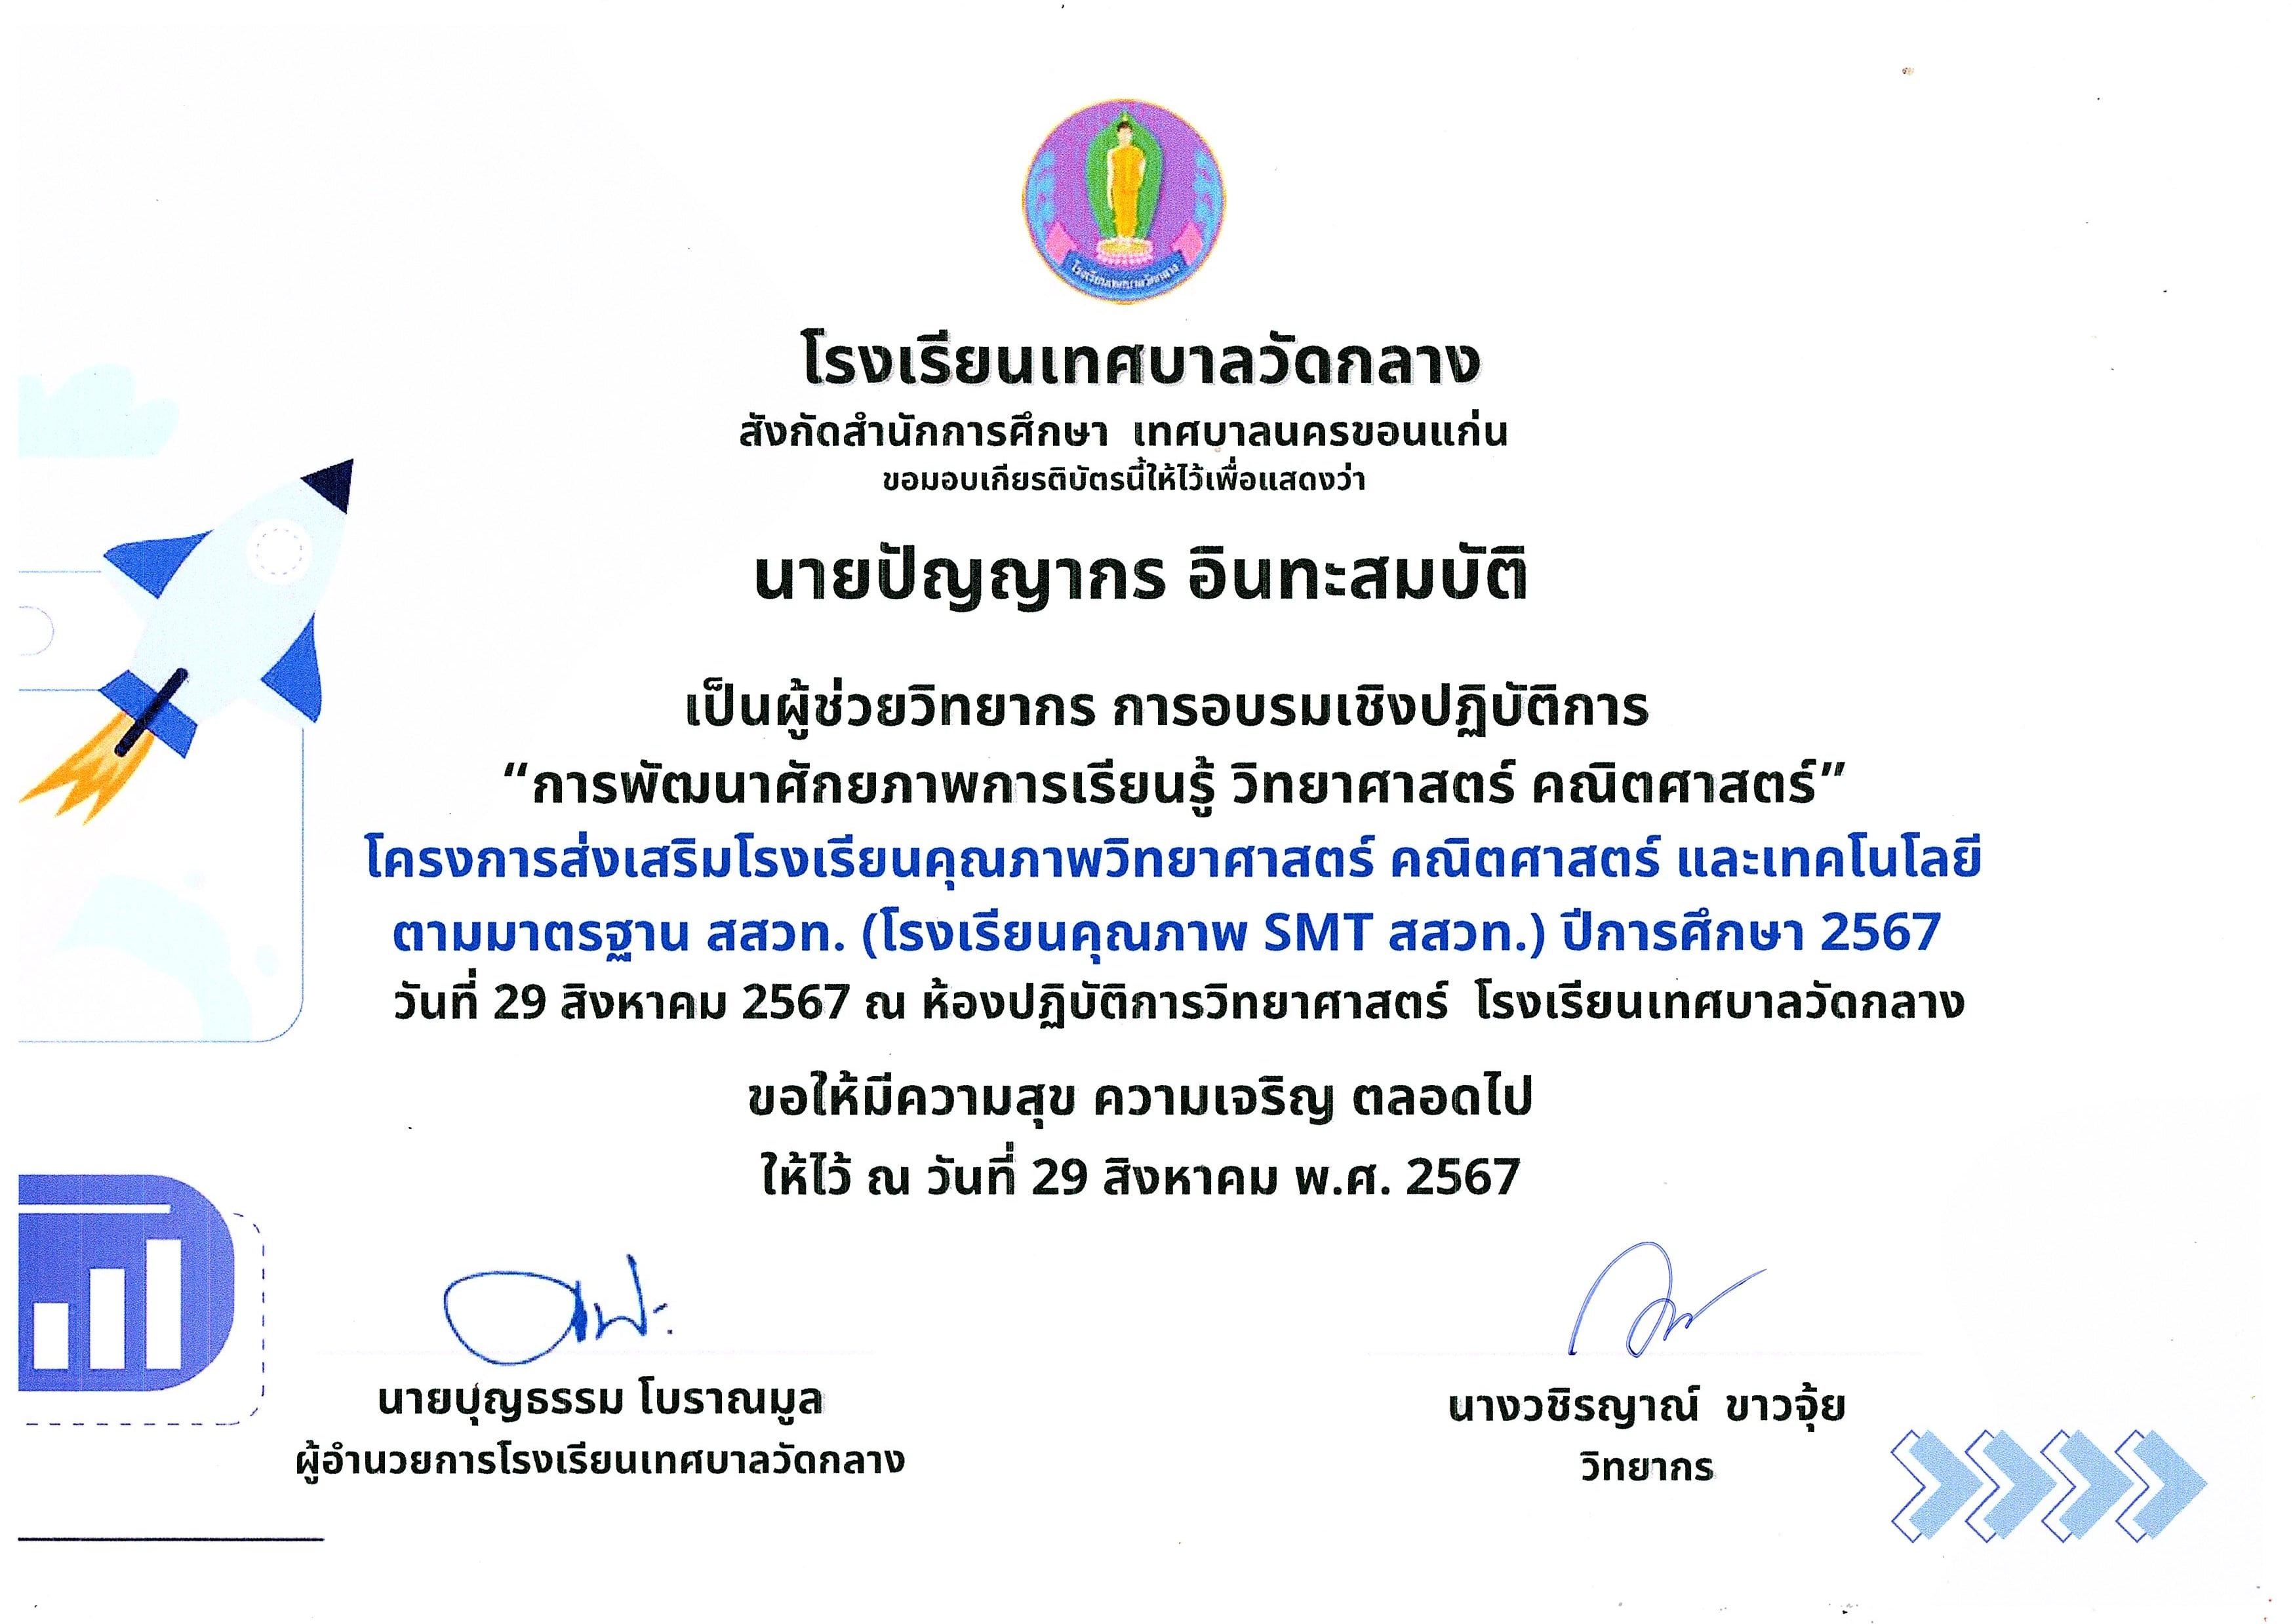 โรงเรียนเทศบาลวัดกลาง
โรงเรียนเทศบาลวัดกลาง
สังกัดสำนักการศึกษา เทศบาลนครขอนแก่น
ขอมอบเกียรติบัตรนี้ให้ไว้เพื่อแสดงว่า
นายปัญญากร อินทะสมบัติ
เป็นผู้ช่วยวิทยากร การอบรมเชิงปฏิบัติการ
“การพัฒนาศักยภาพการเรียนรู้ วิทยาศาสตร์ คณิตศาสตร์”
โครงการส่งเสริมโรงเรียนคุณภาพวิทยาศาสตร์ คณิตศาสตร์ และเทคโนโลยี
ตามมาตรฐาน สสวท. (โรงเรียนคุณภาพ SMT สสวท.) ปีการศึกษา 2567
วันที่ 29 สิงหาคม 2567 ณ ห้องปฏิบัติการวิทยาศาสตร์ โรงเรียนเทศบาลวัดกลาง
ขอให้มีความสุข ความเจริญ ตลอดไป
ให้ไว้ ณ วันที่ 29 สิงหาคม พ.ศ. 2567
นายบุญธรรม โบราณมูล
ผู้อำนวยการโรงเรียนเทศบาลวัดกลาง
นางวชิรญาณ์ ขาวจุ้ย
วิทยากร